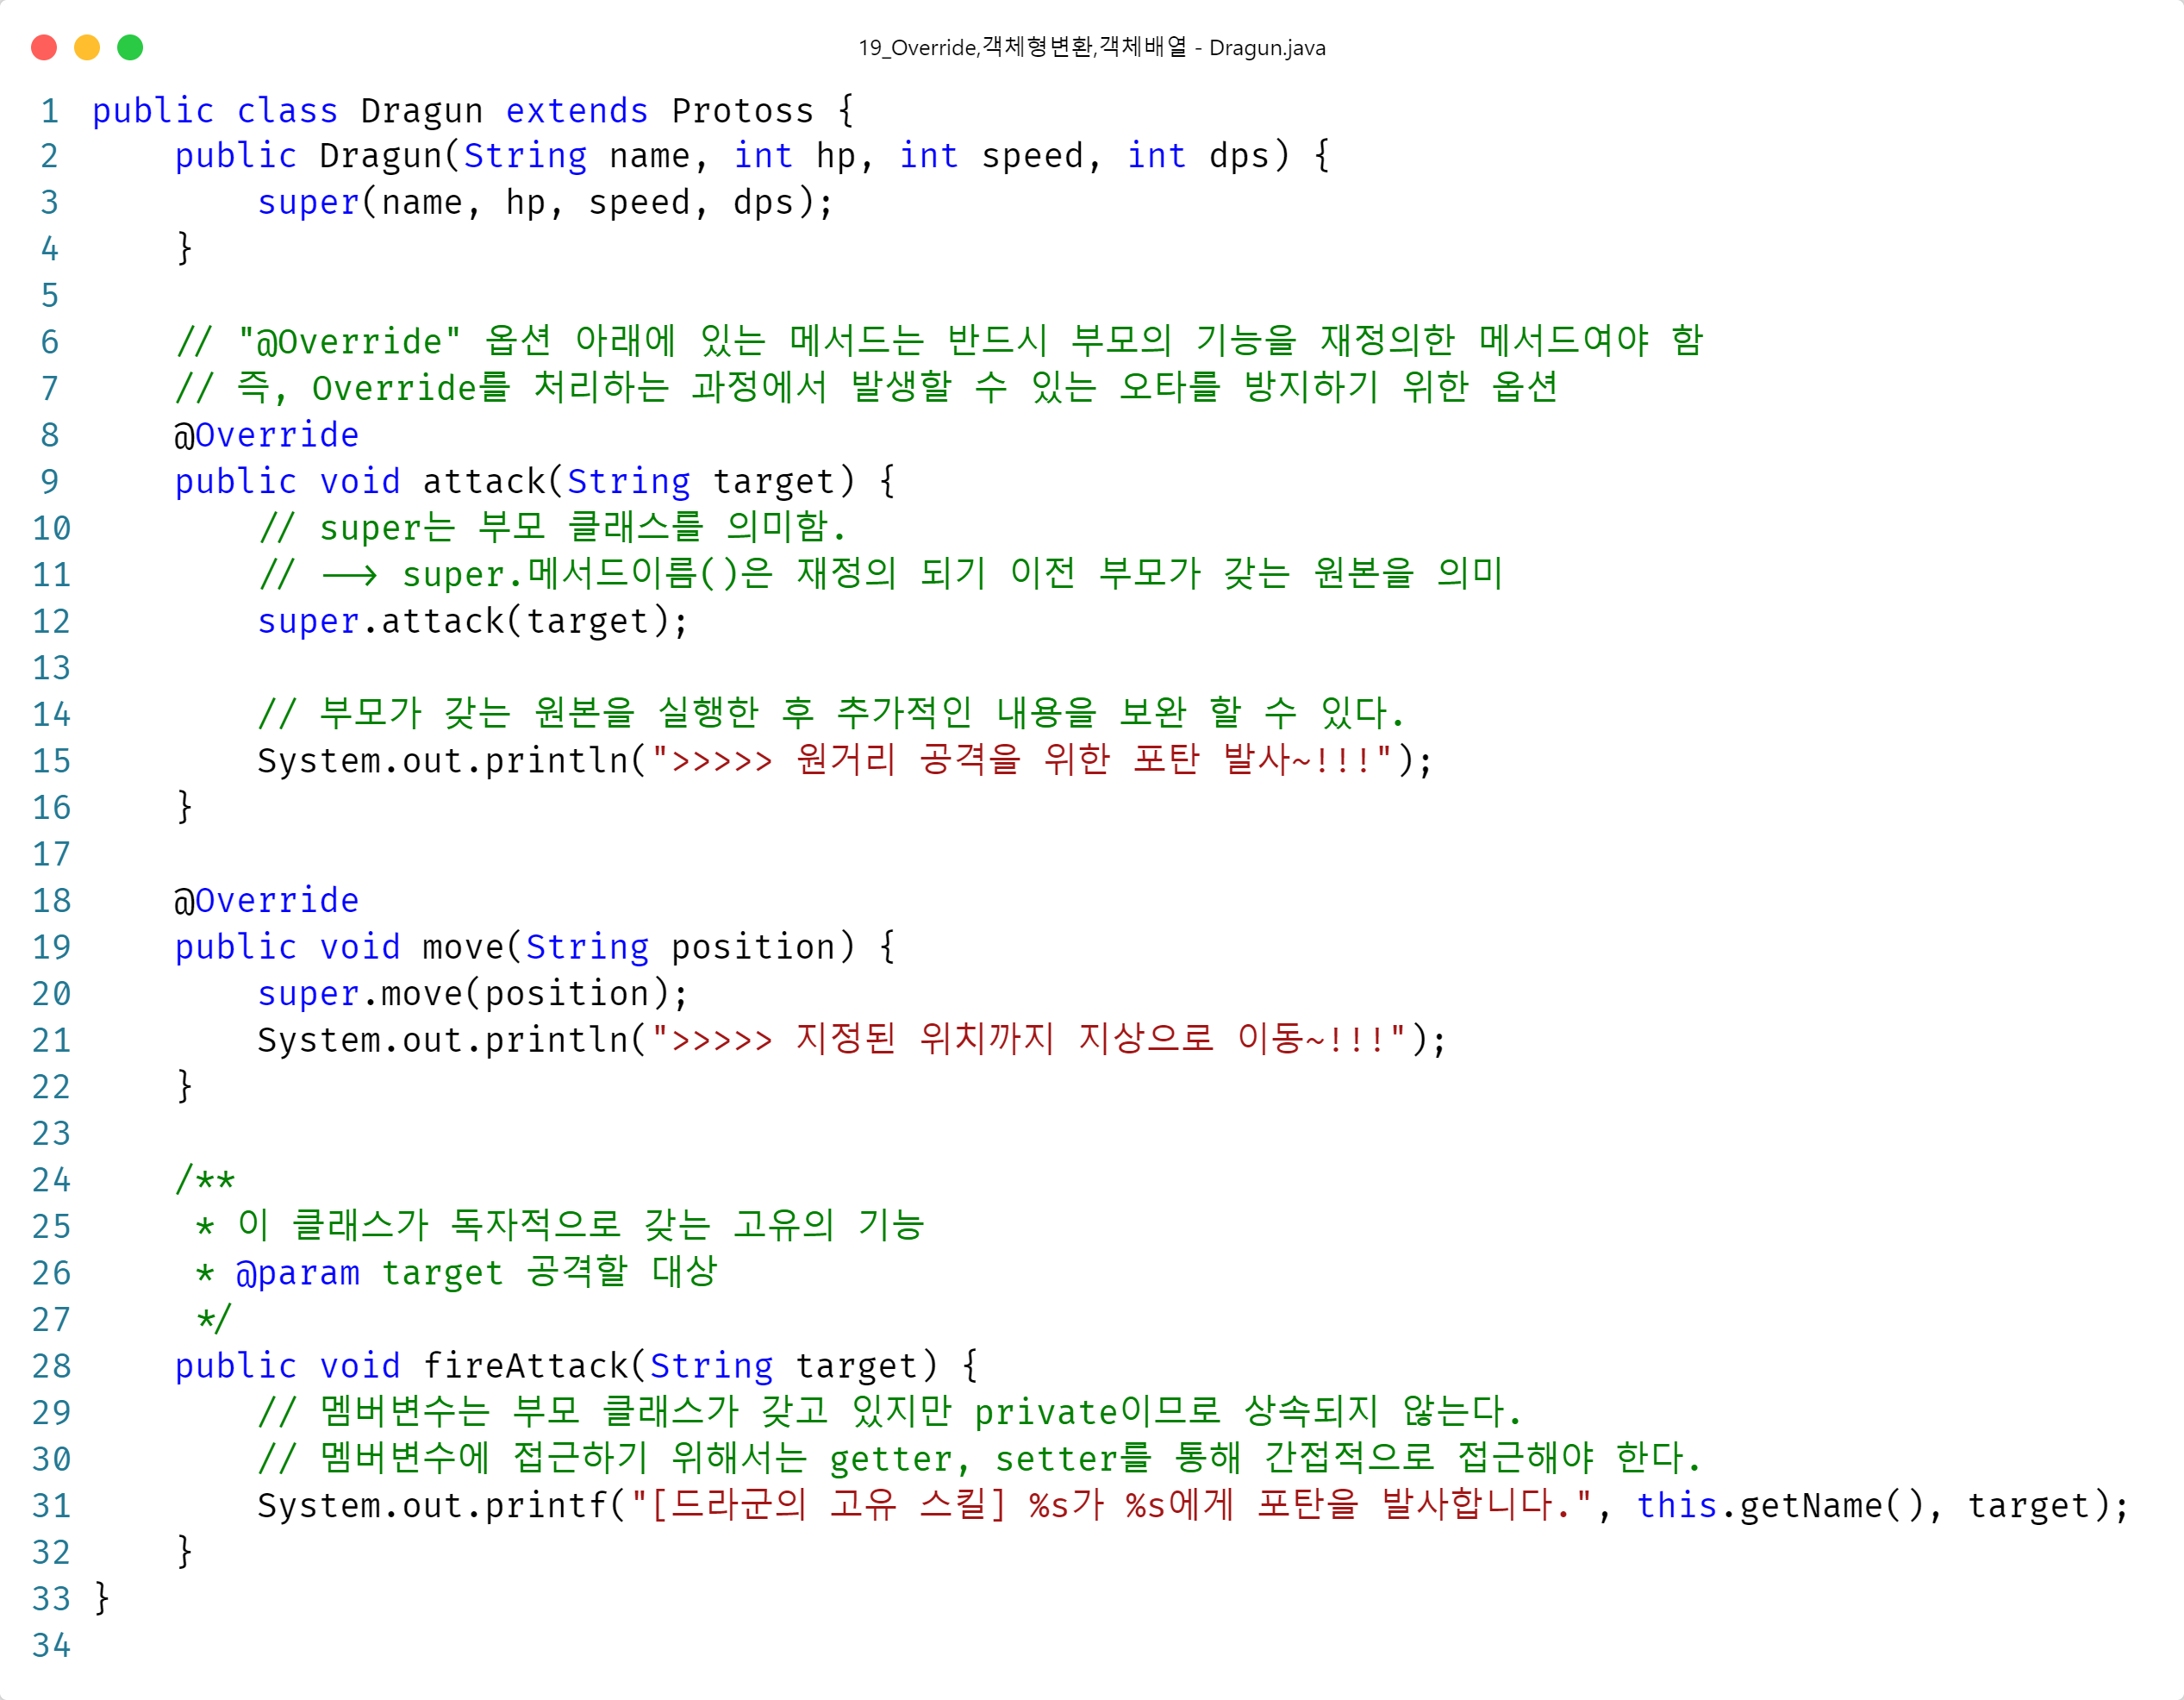 19_Override,객체형변환,객체배열 - Dragun.java
1 public class Dragun extends Protoss {
2     public Dragun(String name, int hp, int speed, int dps) {
3         super(name, hp, speed, dps);
4     }
5
6     // "@Override" 옵션 아래에 있는 메서드는 반드시 부모의 기능을 재정의한 메서드여야 함
7     // 즉, Override를 처리하는 과정에서 발생할 수 있는 오타를 방지하기 위한 옵션
8     @Override
9     public void attack(String target) {
10         // super는 부모 클래스를 의미함.
11         // --> super.메서드이름()은 재정의 되기 이전 부모가 갖는 원본을 의미
12         super.attack(target);
13
14         // 부모가 갖는 원본을 실행한 후 추가적인 내용을 보완 할 수 있다.
15         System.out.println(">>>>> 원거리 공격을 위한 포탄 발사~!!!");
16     }
17
18     @Override
19     public void move(String position) {
20         super.move(position);
21         System.out.println(">>>>> 지정된 위치까지 지상으로 이동~!!!");
22     }
23
24     /**
25      * 이 클래스가 독자적으로 갖는 고유의 기능
26      * @param target 공격할 대상
27      */
28     public void fireAttack(String target) {
29         // 멤버변수는 부모 클래스가 갖고 있지만 private이므로 상속되지 않는다.
30         // 멤버변수에 접근하기 위해서는 getter, setter를 통해 간접적으로 접근해야 한다.
31         System.out.printf("[드라군의 고유 스킬] %s가 %s에게 포탄을 발사합니다.", this.getName(), target);
32     }
33 }
34